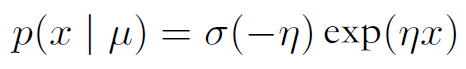 p(x | μ) = σ(−η) exp(ηx)